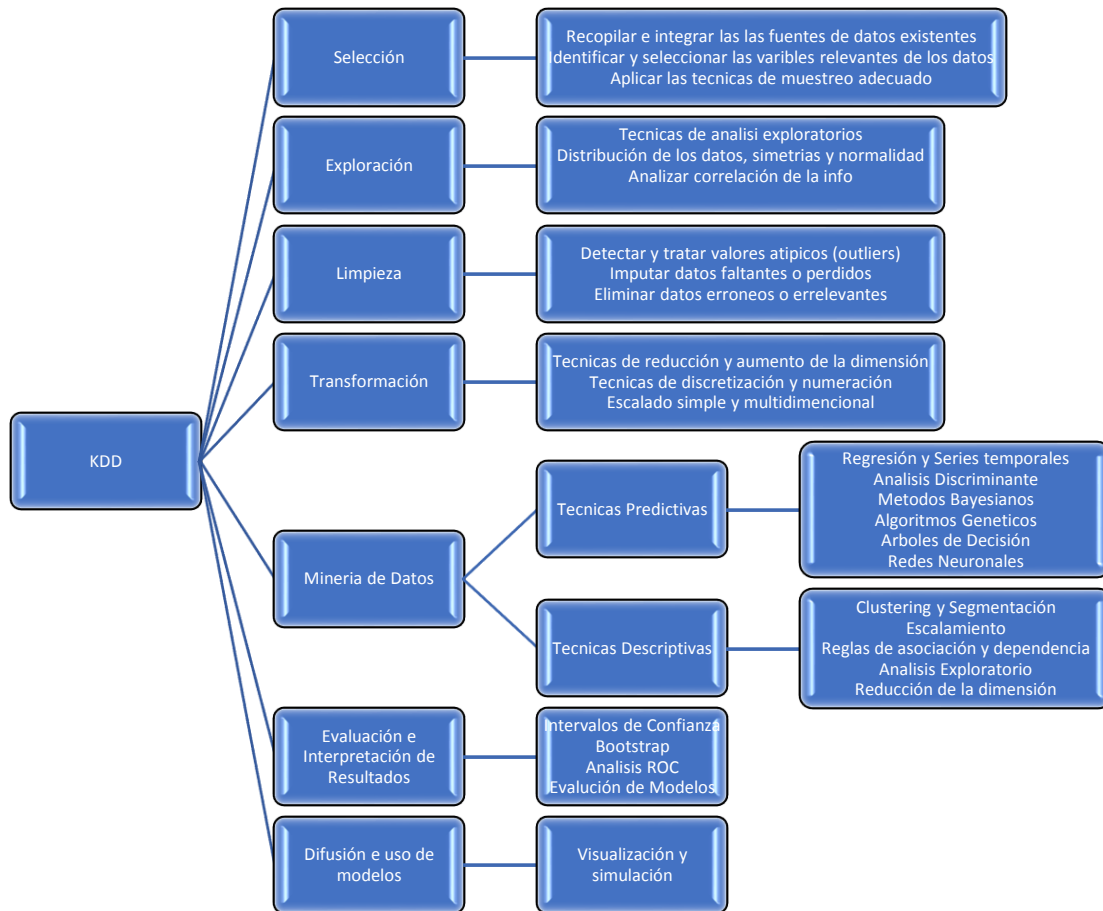 KDD
Selección
Recopilar e integrar las las fuentes de datos existentes
Identificar y seleccionar las varibles relevantes de los datos
Aplicar las tecnicas de muestreo adecuado
Exploración
Tecnicas de analisi exploratorios
Distribución de los datos, simetrias y normalidad
Analizar correlación de la info
Limpieza
Detectar y tratar valores atipicos (outliers)
Imputar datos faltantes o perdidos
Eliminar datos erroneos o errelevantes
Transformación
Tecnicas de reducción y aumento de la dimensión
Tecnicas de discretización y numeración
Escalado simple y multidimencional
Mineria de Datos
Tecnicas Predictivas
Regresión y Series temporales
Analisis Discriminante
Metodos Bayesianos
Algoritmos Geneticos
Arboles de Decisión
Redes Neuronales
Tecnicas Descriptivas
Clustering y Segmentación
Escalamiento
Reglas de asociación y dependencia
Analisis Exploratorio
Reducción de la dimensión
Evaluación e
Interpretación de
Resultados
Intervalos de Confianza
Bootstrap
Analisis ROC
Evalución de Modelos
Difusión e uso de
modelos
Visualización y
simulación